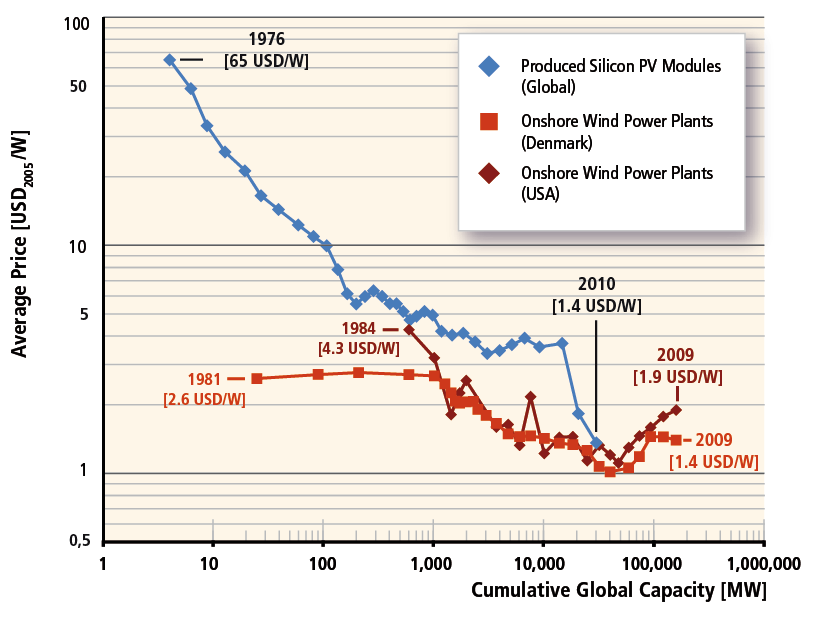 100
50
10
5
1
0,5
Average Price [USD2005/W]
1976
[65 USD/W]
Produced Silicon PV Modules
(Global)
Onshore Wind Power Plants
(Denmark)
Onshore Wind Power Plants
(USA)
2010
[1.4 USD/W]
1984
[4.3 USD/W]
1981
[2.6 USD/W]
2009
[1.9 USD/W]
2009
[1.4 USD/W]
1
10
100
1,000
10,000
100,000
1,000,000
Cumulative Global Capacity [MW]